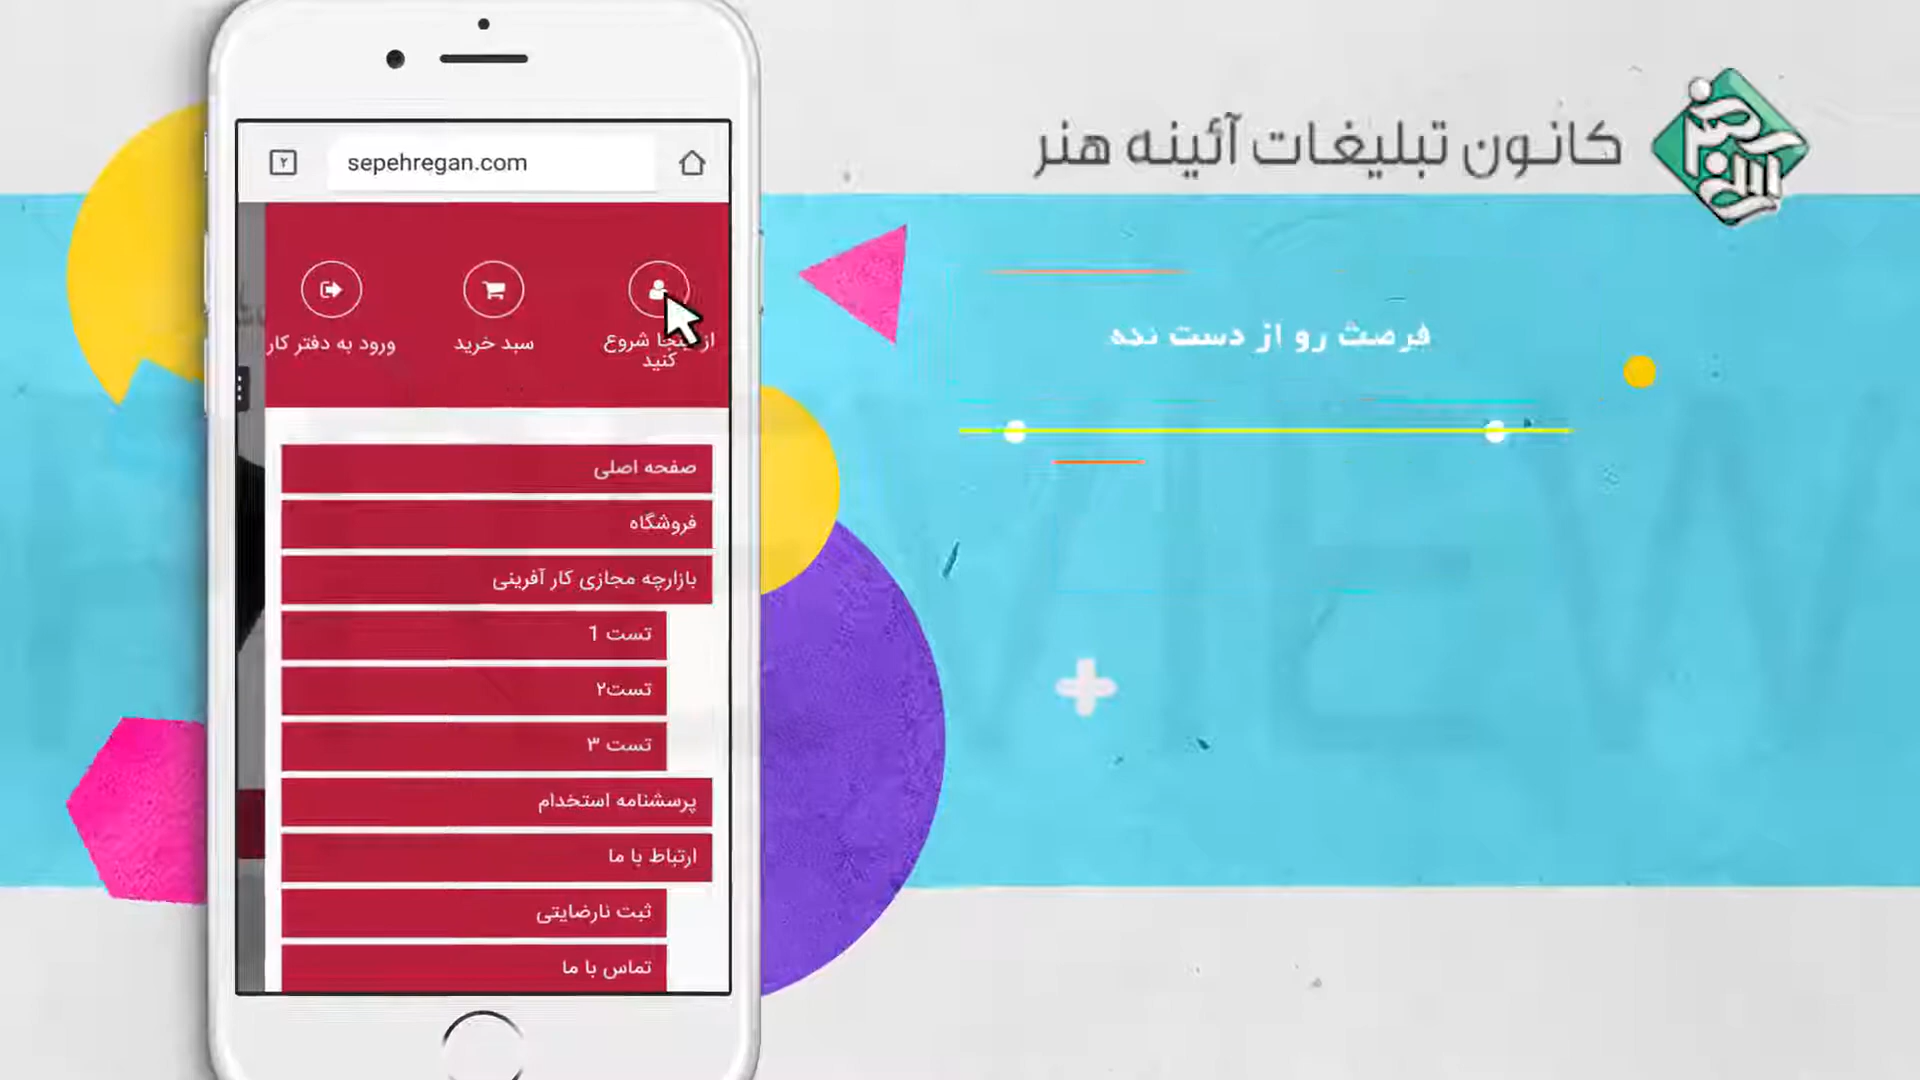 کانون تبلیغات آئینه هنر
فرصت رو از دست نده
۲
sepehregan.com
از اینجا شروع
کنید
سبد خرید
ورود به دفتر کار
صفحه اصلی
فروشگاه
بازارچه مجازی کار آفرینی
تست 1
تست۲
تست ۳
پرسشنامه استخدام
ارتباط با ما
ثبت نارضایتی
تماس با ما